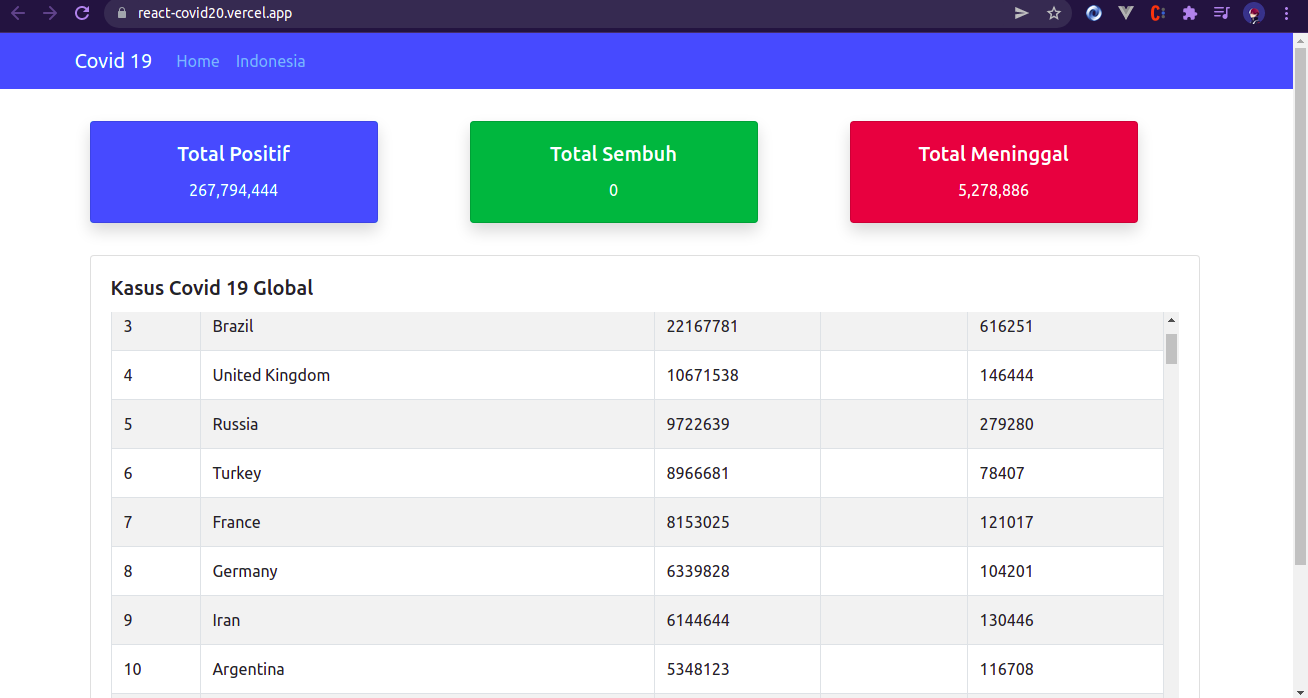 react-covid20.vercel.app
Covid 19 Home Indonesia
Total Positif
267,794,444
Total Sembuh
0
Total Meninggal
5,278,886
Kasus Covid 19 Global
3 Brazil 22167781 616251
4 United Kingdom 10671538 146444
5 Russia 9722639 279280
6 Turkey 8966681 78407
7 France 8153025 121017
8 Germany 6339828 104201
9 Iran 6144644 130446
10 Argentina 5348123 116708